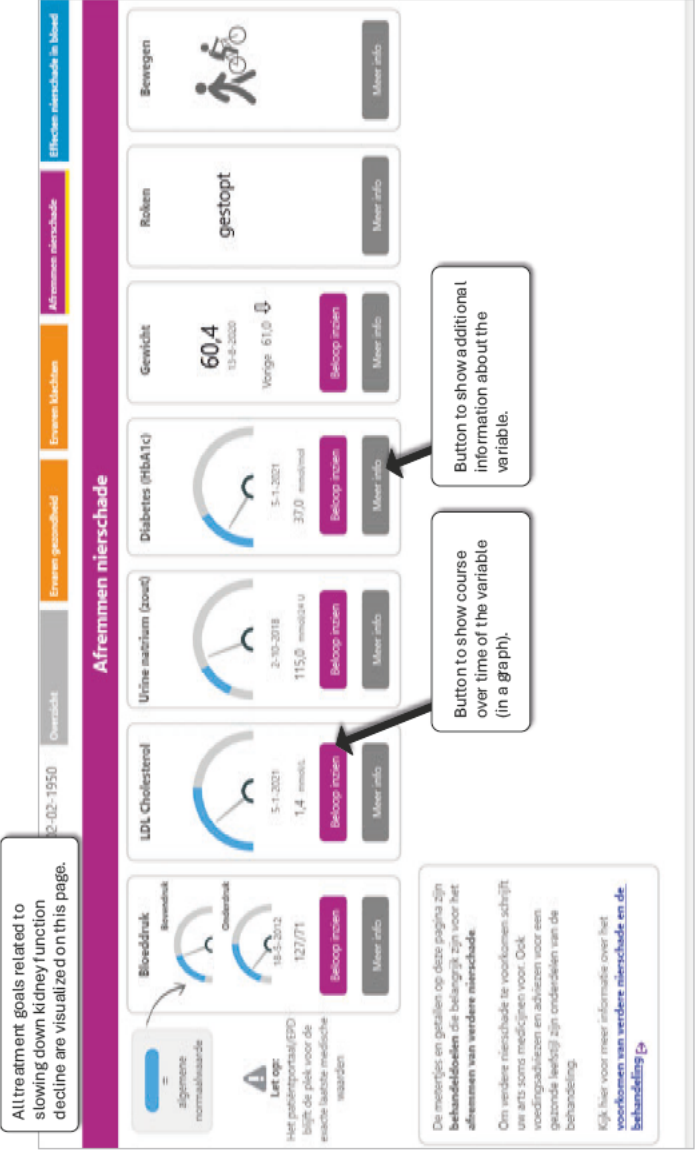 All treatment goals related to
slowing down kidney function
decline are visualized on this page.
02-02-1950
Overzicht
Ervaren gezondheid
Ervaren klachten
Afremmen nierschade
Effecten nierschade in bloed
Afremmen nierschade
=
algemene
normaalwaarde
Let op:
Het patiëntportaal/EPD
blijft de plek voor de
exacte laatste medische
waarden
Bloeddruk
Bovendruk
Onderdruk
18-5-2012
127/71
Beloop inzien
Meer info
LDL Cholesterol
5-1-2021
1,4 mmol/L
Beloop inzien
Meer info
Urine natrium (zout)
2-10-2018
115,0 mmol/24 U
Beloop inzien
Meer info
Diabetes (HbA1c)
5-1-2021
37,0 mmol/mol
Beloop inzien
Meer info
Gewicht
60,4
13-8-2020
Vorige 61,0
Beloop inzien
Meer info
Roken
gestopt
Meer info
Bewegen
Meer info
De metertjes en getallen op deze pagina zijn
behandeldoelen die belangrijk zijn voor het
afremmen van verdere nierschade.
Om verdere nierschade te voorkomen schrijft
uw arts soms medicijnen voor. Ook
voedingsadviezen en adviezen voor een
gezonde leefstijl zijn onderdelen van de
behandeling.
Kijk hier voor meer informatie over het
voorkomen van verdere nierschade en de
behandeling
Button to show course
over time of the variable
(in a graph).
Button to show additional
information about the
variable.